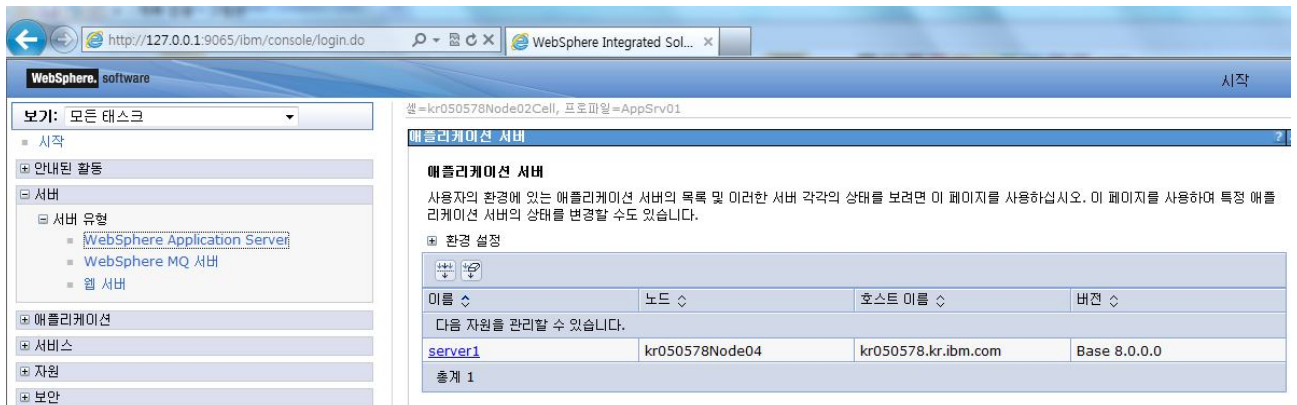 http://127.0.0.1:9065/ibm/console/login.do
WebSphere Integrated Sol...
WebSphere. software
시작
보기: 모든 태스크
시작
안내된 활동
서버
서버 유형
WebSphere Application Server
WebSphere MQ 서버
웹 서버
애플리케이션
서비스
자원
보안
셀=kr050578Node02Cell, 프로파일=AppSrv01
애플리케이션 서버
?
애플리케이션 서버
사용자의 환경에 있는 애플리케이션 서버의 목록 및 이러한 서버 각각의 상태를 보려면 이 페이지를 사용하십시오. 이 페이지를 사용하여 특정 애플
리케이션 서버의 상태를 변경할 수도 있습니다.
환경 설정
이름 노드 호스트 이름 버전
다음 자원을 관리할 수 있습니다.
server1 kr050578Node04 kr050578.kr.ibm.com Base 8.0.0.0
총계 1